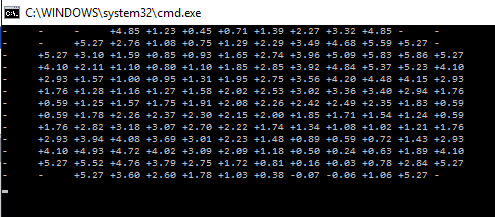 C:\WINDOWS\system32\cmd.exe
- - - +4.85 +1.23 +0.45 +0.71 +1.39 +2.27 +3.32 +4.85 - -
- - +5.27 +2.76 +1.08 +0.75 +1.29 +2.29 +3.49 +4.68 +5.59 +5.27 -
- +5.27 +3.10 +1.59 +0.85 +0.93 +1.65 +2.74 +3.96 +5.09 +5.83 +5.86 +5.27
- +4.10 +2.11 +1.10 +0.80 +1.10 +1.85 +2.85 +3.92 +4.84 +5.37 +5.23 +4.10
- +2.93 +1.57 +1.00 +0.95 +1.31 +1.95 +2.75 +3.56 +4.20 +4.48 +4.15 +2.93
- +1.76 +1.28 +1.16 +1.27 +1.58 +2.02 +2.53 +3.02 +3.36 +3.40 +2.94 +1.76
- +0.59 +1.25 +1.57 +1.75 +1.91 +2.08 +2.26 +2.42 +2.49 +2.35 +1.83 +0.59
- +0.59 +1.78 +2.26 +2.37 +2.30 +2.15 +2.00 +1.85 +1.71 +1.54 +1.24 +0.59
- +1.76 +2.82 +3.18 +3.07 +2.70 +2.22 +1.74 +1.34 +1.08 +1.02 +1.21 +1.76
- +2.93 +3.94 +4.08 +3.69 +3.01 +2.23 +1.48 +0.89 +0.59 +0.72 +1.43 +2.93
- +4.10 +4.93 +4.72 +4.02 +3.09 +2.09 +1.18 +0.50 +0.24 +0.63 +1.89 +4.10
- +5.27 +5.52 +4.76 +3.79 +2.75 +1.72 +0.81 +0.16 +0.03 +0.78 +2.84 +5.27
- - +5.27 +3.60 +2.60 +1.78 +1.03 +0.38 -0.07 -0.06 +1.06 +5.27 -